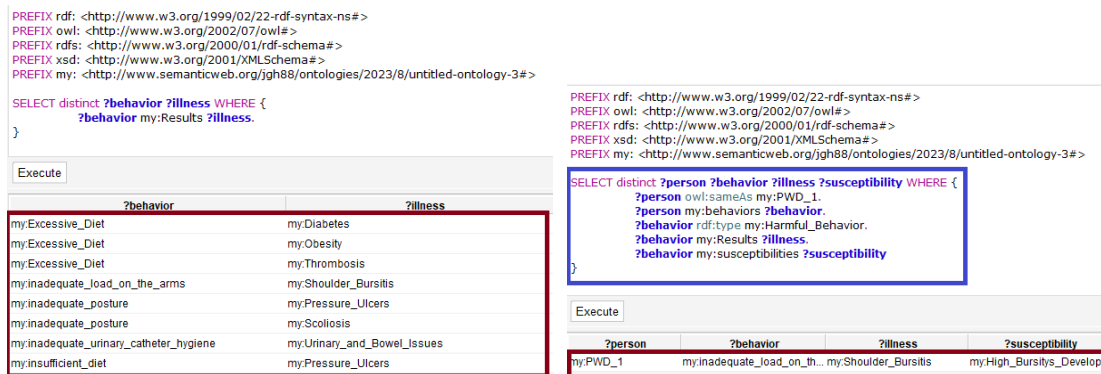 PREFIX rdf: <http://www.w3.org/1999/02/22-rdf-syntax-ns#>
PREFIX owl: <http://www.w3.org/2002/07/owl#>
PREFIX rdfs: <http://www.w3.org/2000/01/rdf-schema#>
PREFIX xsd: <http://www.w3.org/2001/XMLSchema#>
PREFIX my: <http://www.semanticweb.org/jgh88/ontologies/2023/8/untitled-ontology-3#>
SELECT distinct ?behavior ?illness WHERE {
?behavior my:Results ?illness.
}
Execute
?behavior ?illness
my:Excessive_Diet my:Diabetes
my:Excessive_Diet my:Obesity
my:Excessive_Diet my:Thrombosis
my:inadequate_load_on_the_arms my:Shoulder_Bursitis
my:inadequate_posture my:Pressure_Ulcers
my:inadequate_posture my:Scoliosis
my:inadequate_urinary_catheter_hygiene my:Urinary_and_Bowel_Issues
my:insufficient_diet my:Pressure_Ulcers
PREFIX rdf: <http://www.w3.org/1999/02/22-rdf-syntax-ns#>
PREFIX owl: <http://www.w3.org/2002/07/owl#>
PREFIX rdfs: <http://www.w3.org/2000/01/rdf-schema#>
PREFIX xsd: <http://www.w3.org/2001/XMLSchema#>
PREFIX my: <http://www.semanticweb.org/jgh88/ontologies/2023/8/untitled-ontology-3#>
SELECT distinct ?person ?behavior ?illness ?susceptibility WHERE {
?person owl:sameAs my:PWD_1.
?person my:behaviors ?behavior.
?behavior rdf:type my:Harmful_Behavior.
?behavior my:Results ?illness.
?behavior my:susceptibilities ?susceptibility
}
Execute
?person ?behavior ?illness ?susceptibility
my:PWD_1 my:inadequate_load_on_th... my:Shoulder_Bursitis my:High_Bursitys_Develop